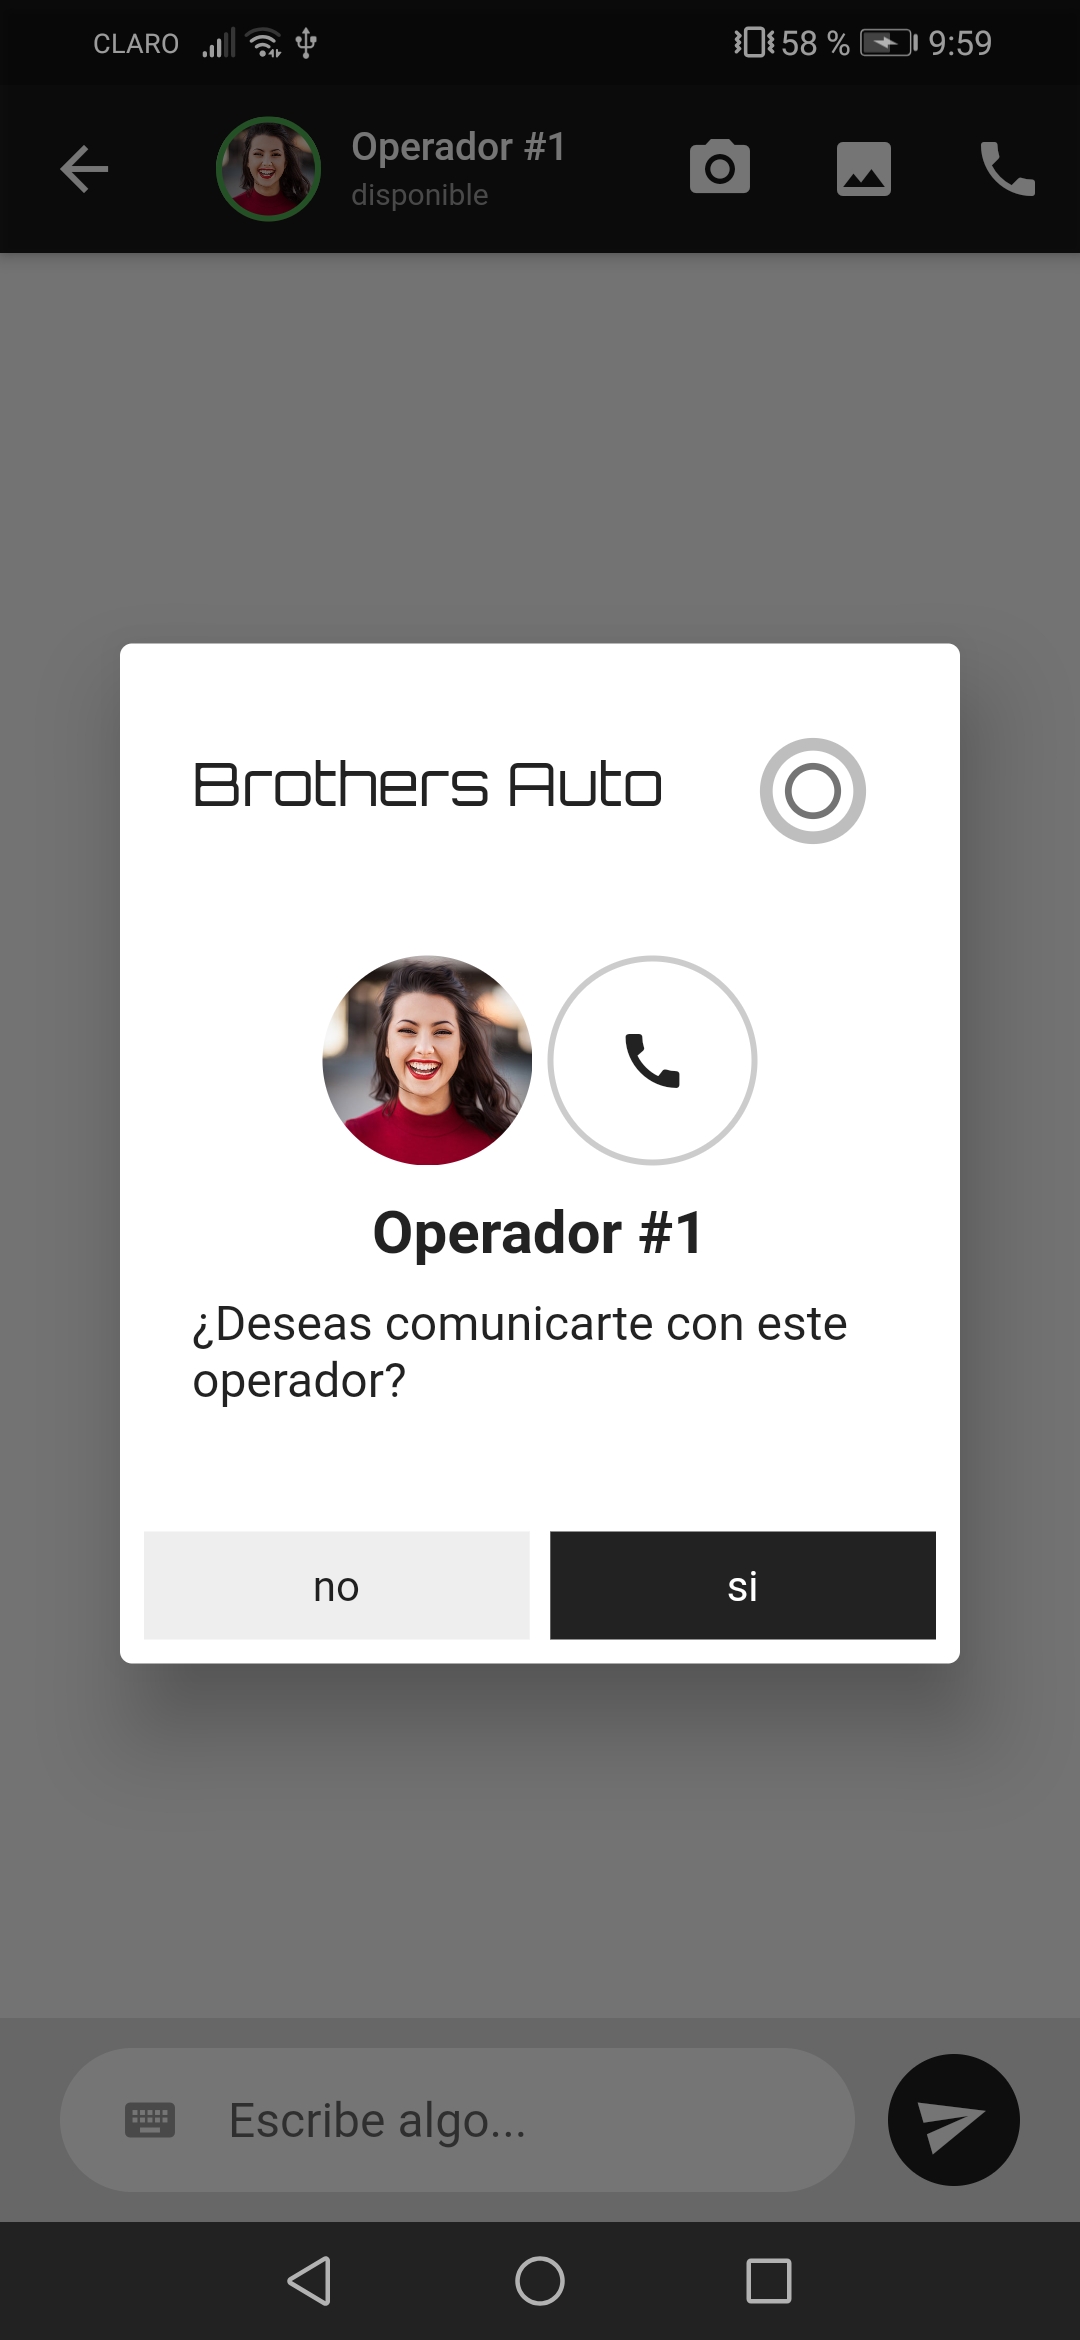 CLARO 58 % 9:59
Operador #1
disponible
Brothers Auto
Operador #1
¿Deseas comunicarte con este
operador?
no si
Escribe algo...